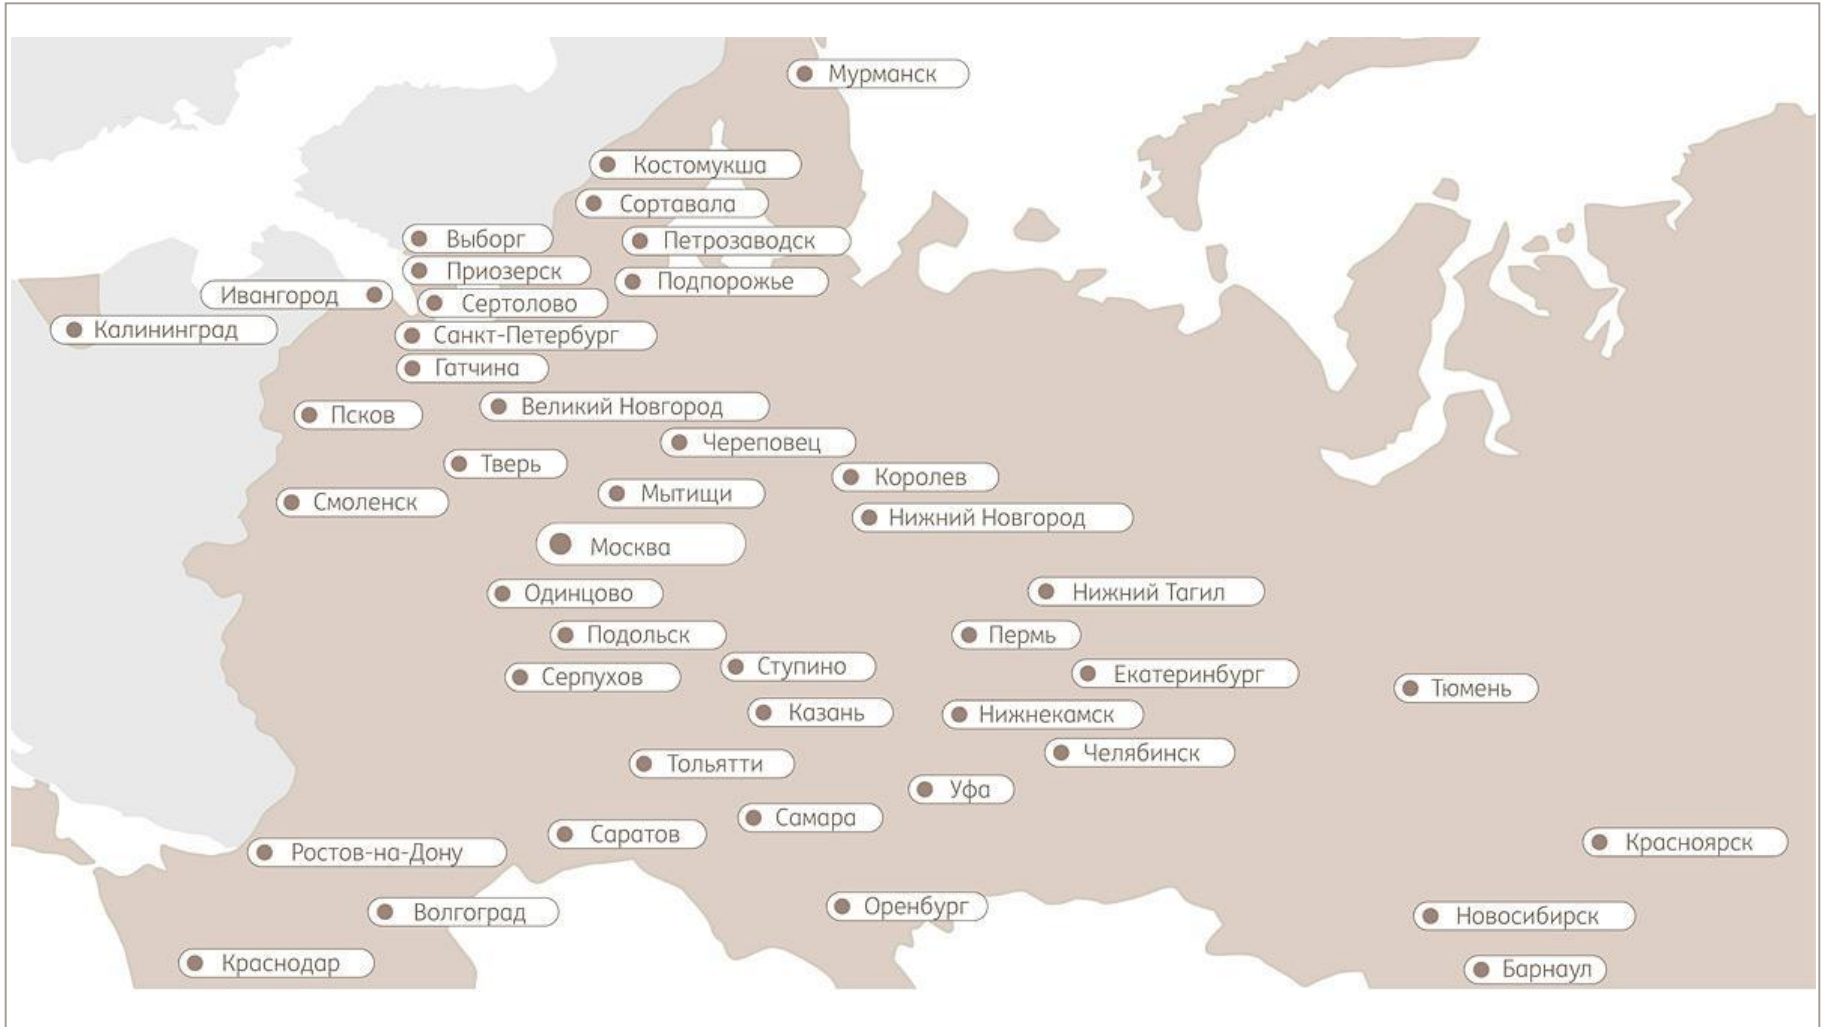 Мурманск
Костомукша
Сортавала
Выборг
Петрозаводск
Приозерск
Подпорожье
Ивангород
Сертолово
Калининград
Санкт-Петербург
Гатчина
Великий Новгород
Псков
Череповец
Тверь
Королев
Мытищи
Смоленск
Нижний Новгород
Москва
Одинцово
Нижний Тагил
Подольск
Пермь
Ступино
Екатеринбург
Серпухов
Тюмень
Казань
Нижнекамск
Челябинск
Тольятти
Уфа
Самара
Саратов
Красноярск
Ростов-на-Дону
Оренбург
Волгоград
Новосибирск
Краснодар
Барнаул